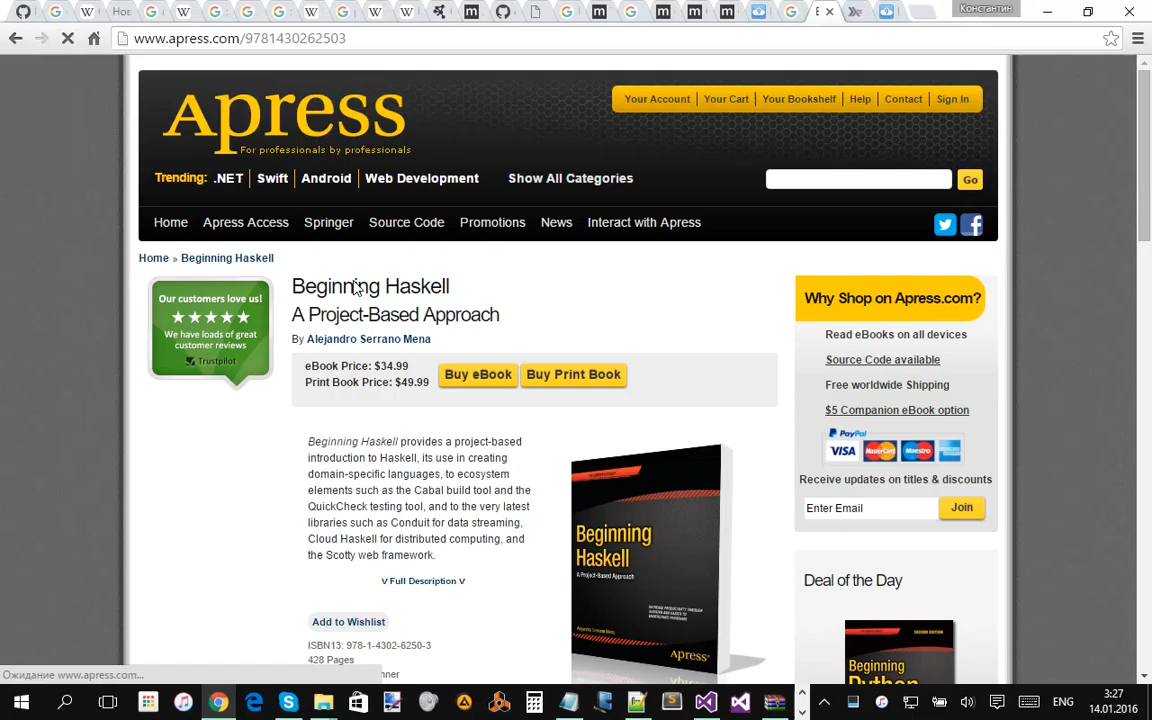 Константин
www.apress.com/9781430262503
Apress
For professionals by professionals
Your Account | Your Cart | Your Bookshelf | Help | Contact | Sign In
Trending: .NET | Swift | Android | Web Development Show All Categories
Go
Home Apress Access Springer Source Code Promotions News Interact with Apress
Home » Beginning Haskell
Our customers love us!
We have loads of great
customer reviews
Trustpilot
Beginning Haskell
A Project-Based Approach
By Alejandro Serrano Mena
eBook Price: $34.99
Print Book Price: $49.99
Buy eBook
Buy Print Book
Beginning Haskell provides a project-based
introduction to Haskell, its use in creating
domain-specific languages, to ecosystem
elements such as the Cabal build tool and the
QuickCheck testing tool, and to the very latest
libraries such as Conduit for data streaming,
Cloud Haskell for distributed computing, and
the Scotty web framework.
V Full Description V
Add to Wishlist
ISBN13: 978-1-4302-6250-3
428 Pages
Beginning
Haskell
A Project-Based Approach
Alejandro Serrano Mena
Apress
Why Shop on Apress.com?
Read eBooks on all devices
Source Code available
Free worldwide Shipping
$5 Companion eBook option
PayPal
VISA MasterCard Maestro
Receive updates on titles & discounts
Enter Email
Join
Deal of the Day
SECOND EDITION
Beginning
Ожидание www.apress.com...
ENG
3:27
14.01.2016